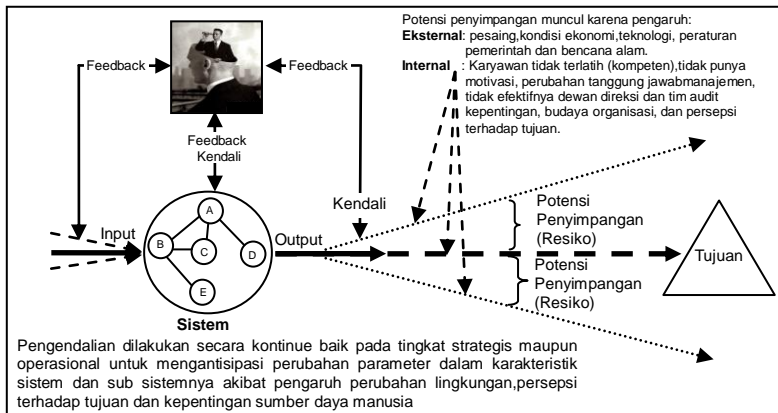 Potensi penyimpangan muncul karena pengaruh:
Eksternal: pesaing,kondisi ekonomi,teknologi, peraturan
pemerintah dan bencana alam.
Internal : Karyawan tidak terlatih (kompeten),tidak punya
motivasi, perubahan tanggung jawabmanajemen,
tidak efektifnya dewan direksi dan tim audit
kepentingan, budaya organisasi, dan persepsi
terhadap tujuan.
Feedback
Feedback
Feedback
Kendali
Kendali
Input
A
B
C
D
E
Output
Sistem
Potensi
Penyimpangan
(Resiko)
Potensi
Penyimpangan
(Resiko)
Tujuan
Pengendalian dilakukan secara kontinue baik pada tingkat strategis maupun
operasional untuk mengantisipasi perubahan parameter dalam karakteristik
sistem dan sub sistemnya akibat pengaruh perubahan lingkungan,persepsi
terhadap tujuan dan kepentingan sumber daya manusia